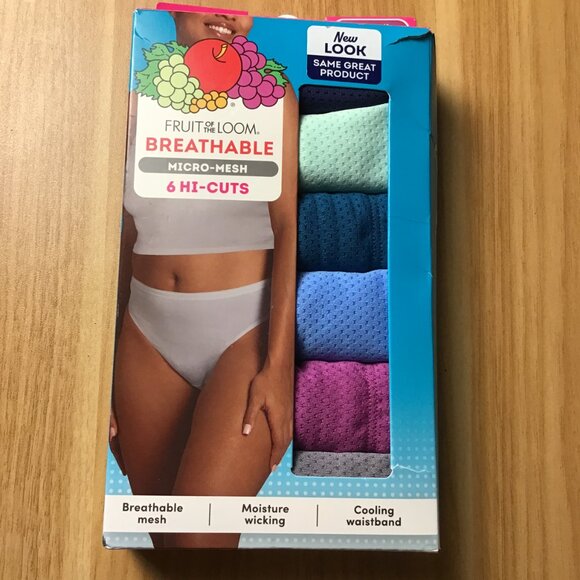 New
LOOK
SAME GREAT
PRODUCT
FRUIT OF THE LOOM®
BREATHABLE
MICRO-MESH
6 HI-CUTS
Breathable
mesh
Moisture
wicking
Cooling
waistband